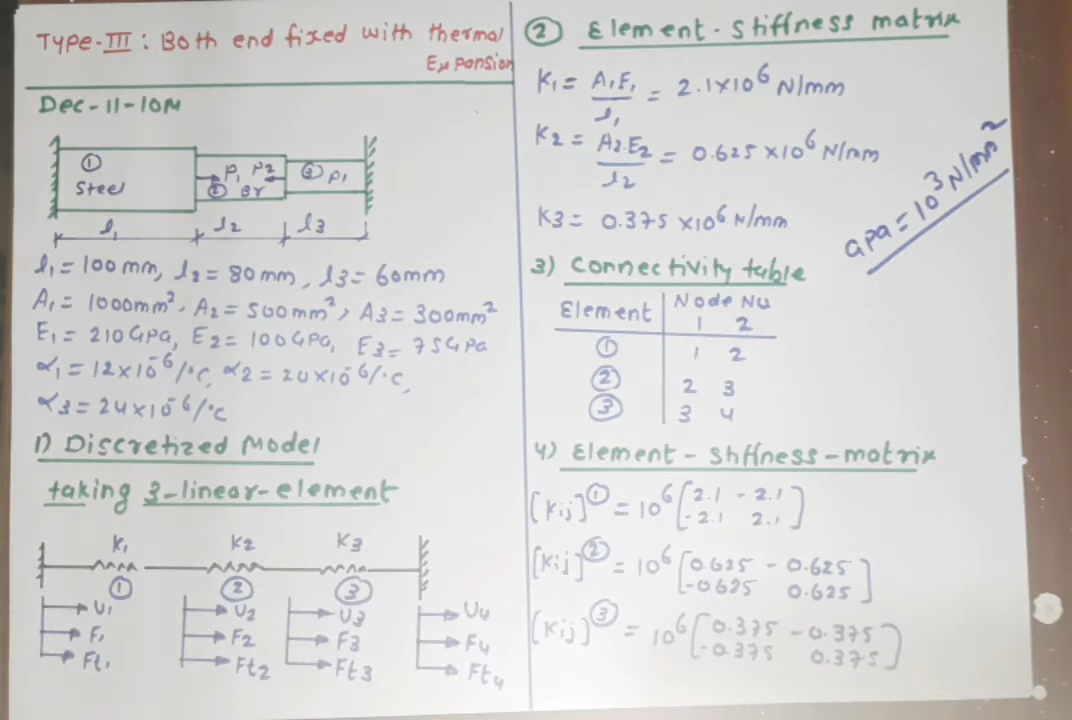 Type-III : Both end fixed with thermal
Expansion
Dec-11-10M
①
Steel
P1 P2
② Br
③ P1
l1 l2 l3
l1 = 100 mm, l2 = 80 mm, l3 = 60mm
A1 = 1000mm², A2 = 500mm², A3 = 300mm²
E1 = 210GPa, E2 = 100GPa, E3 = 75GPa
α1 = 12×10⁻⁶/°C, α2 = 20×10⁻⁶/°C,
α3 = 24×10⁻⁶/°C
1) Discretized Model
taking 3-linear-element
K1 K2 K3
① ② ③
U1 U2 U3 U4
F1 F2 F3 F4
Ft1 Ft2 Ft3 Ft4
② Element-stiffness matrix
K1 = A1E1/l1 = 2.1×10⁶ N/mm
K2 = A2.E2/l2 = 0.625 ×10⁶ N/mm
K3 = 0.375 ×10⁶ N/mm
GPa = 10³ N/mm²
3) Connectivity table
Element Node No
1 2
① 1 2
② 2 3
③ 3 4
4) Element-stiffness-matrix
[Kij]① = 10⁶ [2.1 -2.1
-2.1 2.1]
[Kij]② = 10⁶ [0.625 -0.625
-0.625 0.625]
[Kij]③ = 10⁶ [0.375 -0.375
-0.375 0.375]